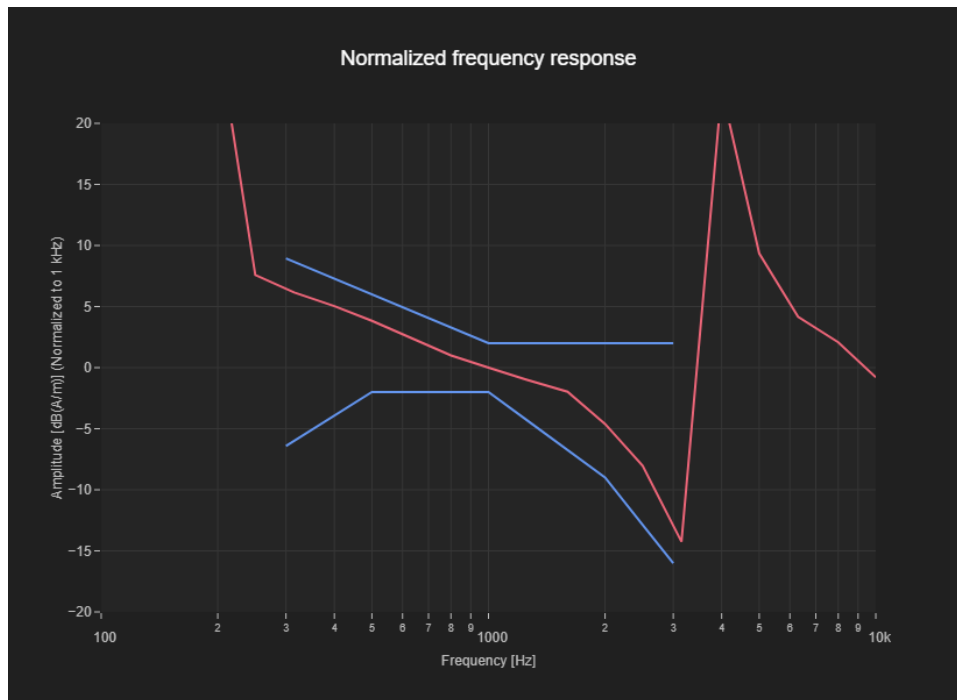 Normalized frequency response
Amplitude [dB(A/m)] (Normalized to 1 kHz)
20
15
10
5
0
−5
−10
−15
−20
100 2 3 4 5 6 7 8 9 1000 2 3 4 5 6 7 8 9 10k
Frequency [Hz]